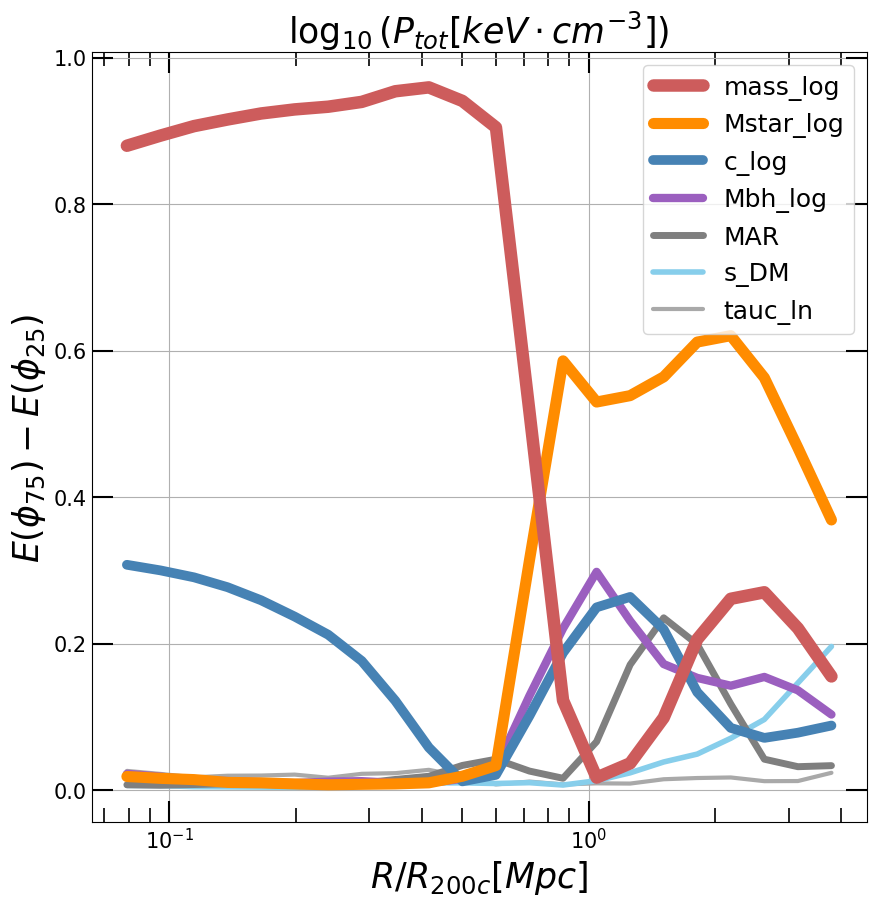 log₁₀ (P_tot[keV · cm⁻³])
1.0
0.8
0.6
0.4
0.2
0.0
E(ϕ₇₅) − E(ϕ₂₅)
mass_log
Mstar_log
c_log
Mbh_log
MAR
s_DM
tauc_ln
10⁻¹
10⁰
R/R₂₀₀c[Mpc]